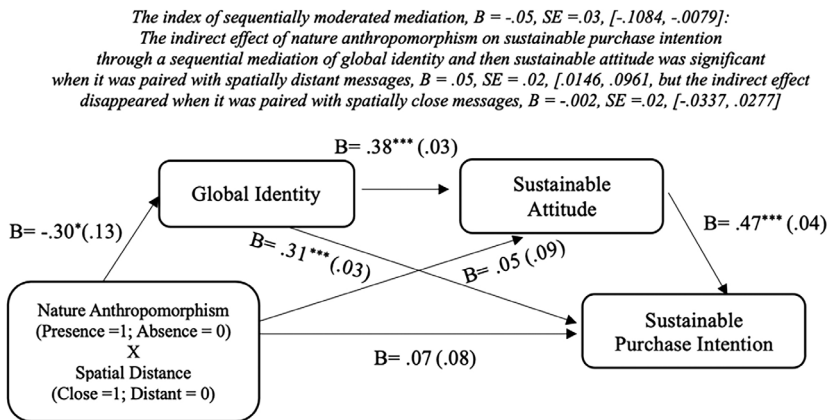 The index of sequentially moderated mediation, B = -.05, SE =.03, [-.1084, -.0079]:
The indirect effect of nature anthropomorphism on sustainable purchase intention
through a sequential mediation of global identity and then sustainable attitude was significant
when it was paired with spatially distant messages, B = .05, SE = .02, [.0146, .0961, but the indirect effect
disappeared when it was paired with spatially close messages, B = -.002, SE =.02, [-.0337, .0277]
B= .38*** (.03)
Global Identity
Sustainable
Attitude
B= -.30*(.13)
B= .47*** (.04)
B= .31***(.03)
B= .05 (.09)
Nature Anthropomorphism
(Presence =1; Absence = 0)
X
Spatial Distance
(Close =1; Distant = 0)
Sustainable
Purchase Intention
B= .07 (.08)